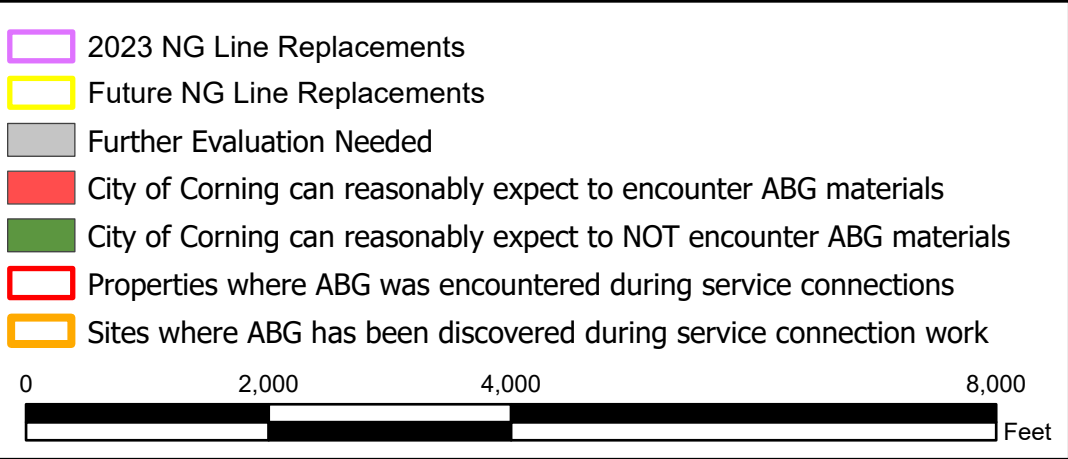 2023 NG Line Replacements
Future NG Line Replacements
Further Evaluation Needed
City of Corning can reasonably expect to encounter ABG materials
City of Corning can reasonably expect to NOT encounter ABG materials
Properties where ABG was encountered during service connections
Sites where ABG has been discovered during service connection work
0 2,000 4,000 8,000
Feet